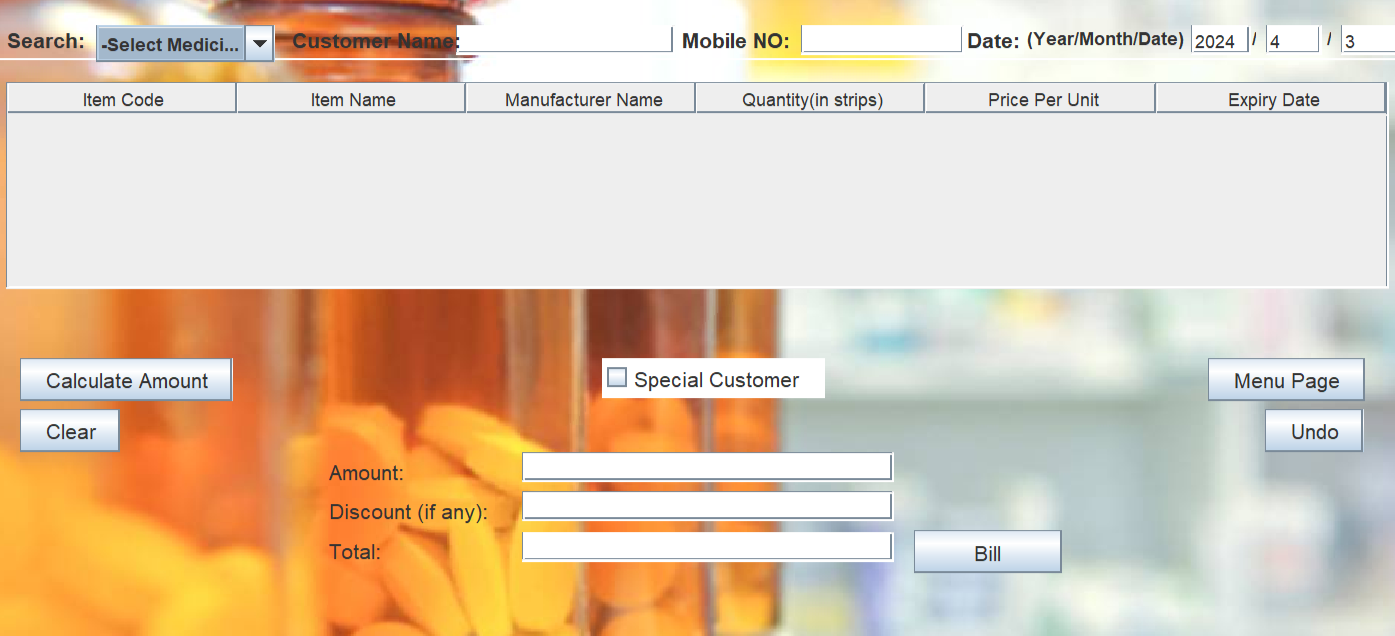 Search: -Select Medici... Customer Name: Mobile NO: Date: (Year/Month/Date) 2024 / 4 / 3
Item Code Item Name Manufacturer Name Quantity(in strips) Price Per Unit Expiry Date
Calculate Amount Special Customer Menu Page
Clear Undo
Amount:
Discount (if any):
Total:
Bill